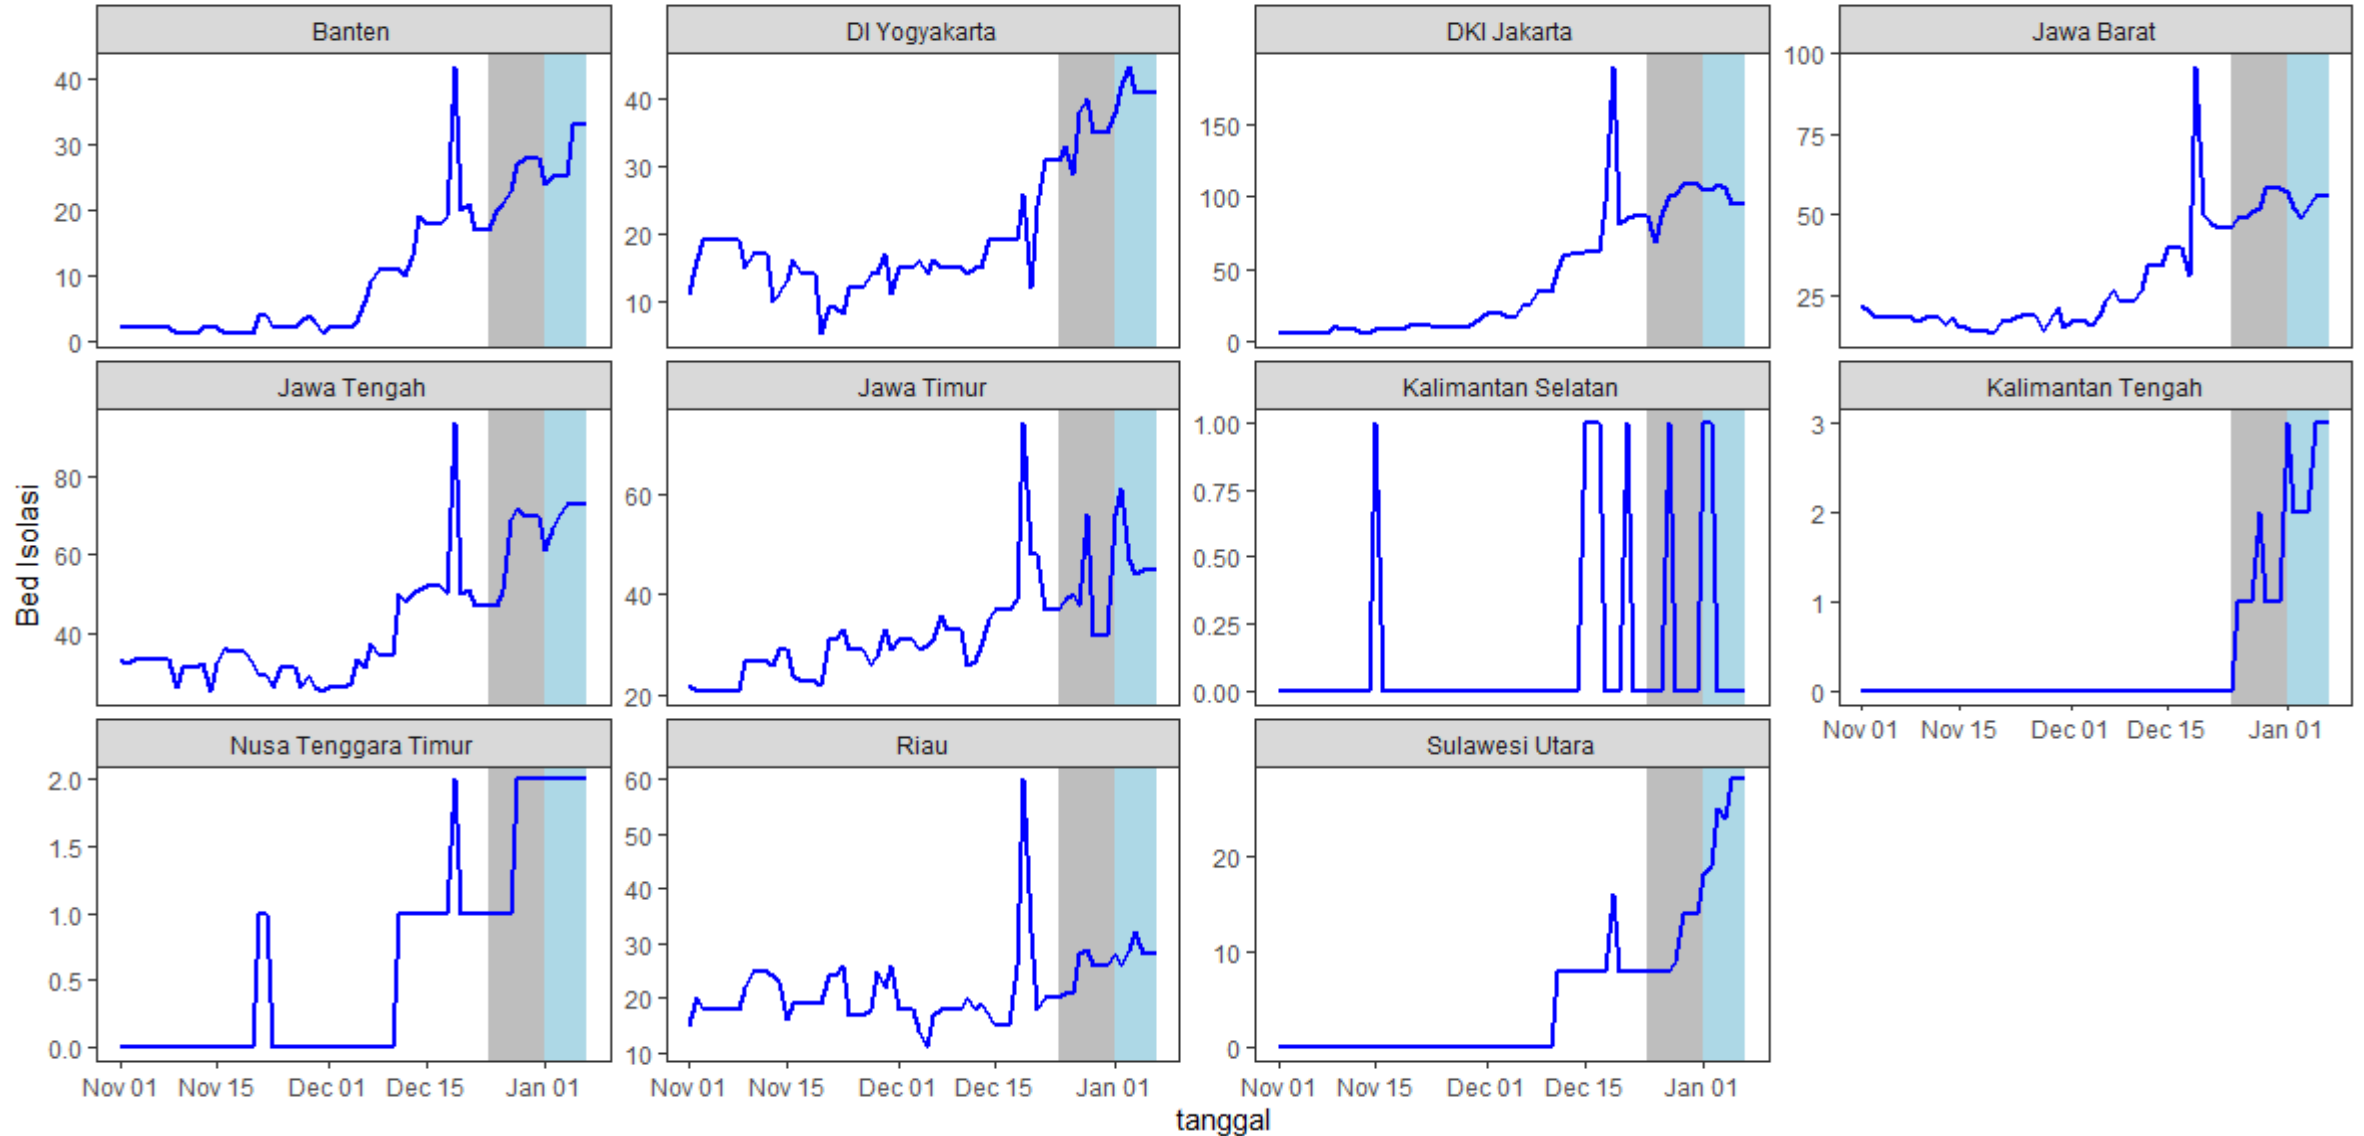 Banten
DI Yogyakarta
DKI Jakarta
Jawa Barat
40
30
20
10
0
40
30
20
10
150
100
50
0
100
75
50
25
Jawa Tengah
Jawa Timur
Kalimantan Selatan
Kalimantan Tengah
80
60
40
60
40
20
1.00
0.75
0.50
0.25
0.00
3
2
1
0
Nov 01 Nov 15 Dec 01 Dec 15 Jan 01
Nusa Tenggara Timur
Riau
Sulawesi Utara
2.0
1.5
1.0
0.5
0.0
60
50
40
30
20
10
20
10
0
Nov 01 Nov 15 Dec 01 Dec 15 Jan 01
Nov 01 Nov 15 Dec 01 Dec 15 Jan 01
Nov 01 Nov 15 Dec 01 Dec 15 Jan 01
Bed Isolasi
tanggal